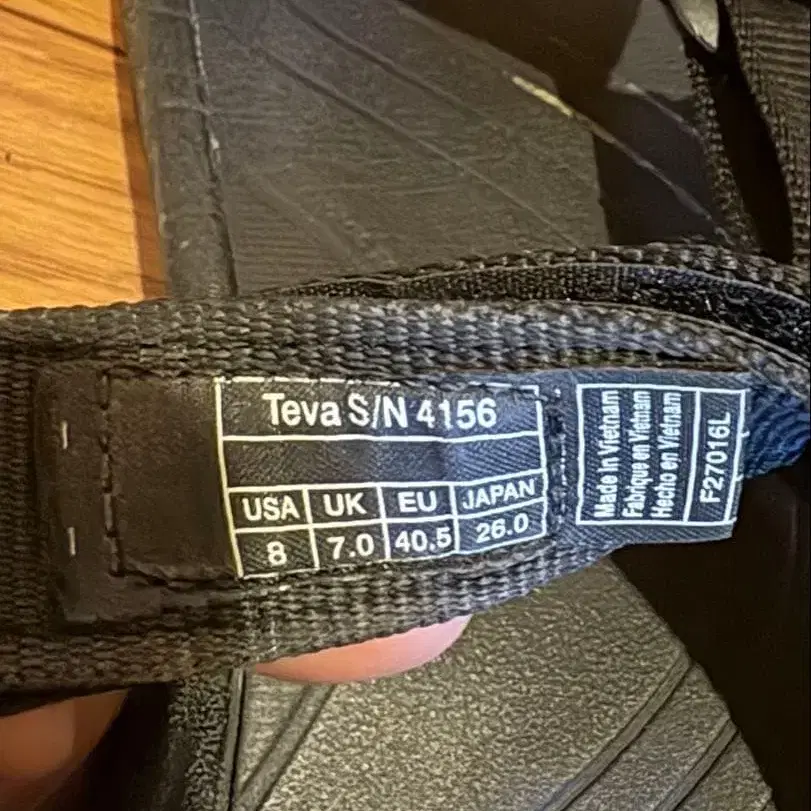 Teva S/N 4156
USA UK EU JAPAN
8 7.0 40.5 26.0
Made in Vietnam
Fabrique en Vietnam
Hecho en Vietnam
F27016L